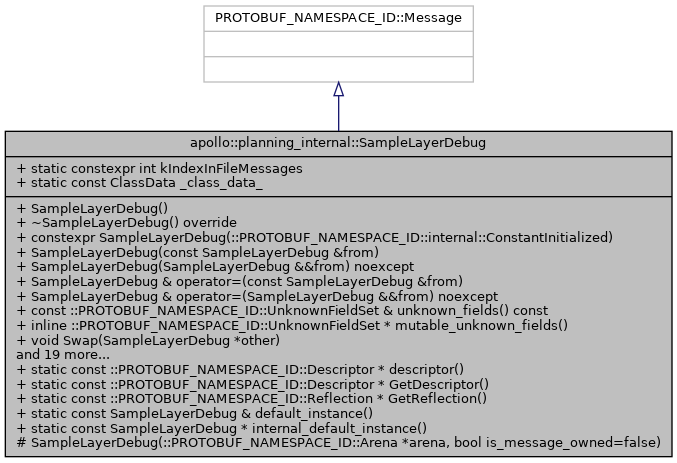 PROTOBUF_NAMESPACE_ID::Message
apollo::planning_internal::SampleLayerDebug
+ static constexpr int kIndexInFileMessages
+ static const ClassData _class_data_
+ SampleLayerDebug()
+ ~SampleLayerDebug() override
+ constexpr SampleLayerDebug(::PROTOBUF_NAMESPACE_ID::internal::ConstantInitialized)
+ SampleLayerDebug(const SampleLayerDebug &from)
+ SampleLayerDebug(SampleLayerDebug &&from) noexcept
+ SampleLayerDebug & operator=(const SampleLayerDebug &from)
+ SampleLayerDebug & operator=(SampleLayerDebug &&from) noexcept
+ const ::PROTOBUF_NAMESPACE_ID::UnknownFieldSet & unknown_fields() const
+ inline ::PROTOBUF_NAMESPACE_ID::UnknownFieldSet * mutable_unknown_fields()
+ void Swap(SampleLayerDebug *other)
and 19 more...
+ static const ::PROTOBUF_NAMESPACE_ID::Descriptor * descriptor()
+ static const ::PROTOBUF_NAMESPACE_ID::Descriptor * GetDescriptor()
+ static const ::PROTOBUF_NAMESPACE_ID::Reflection * GetReflection()
+ static const SampleLayerDebug & default_instance()
+ static const SampleLayerDebug * internal_default_instance()
# SampleLayerDebug(::PROTOBUF_NAMESPACE_ID::Arena *arena, bool is_message_owned=false)